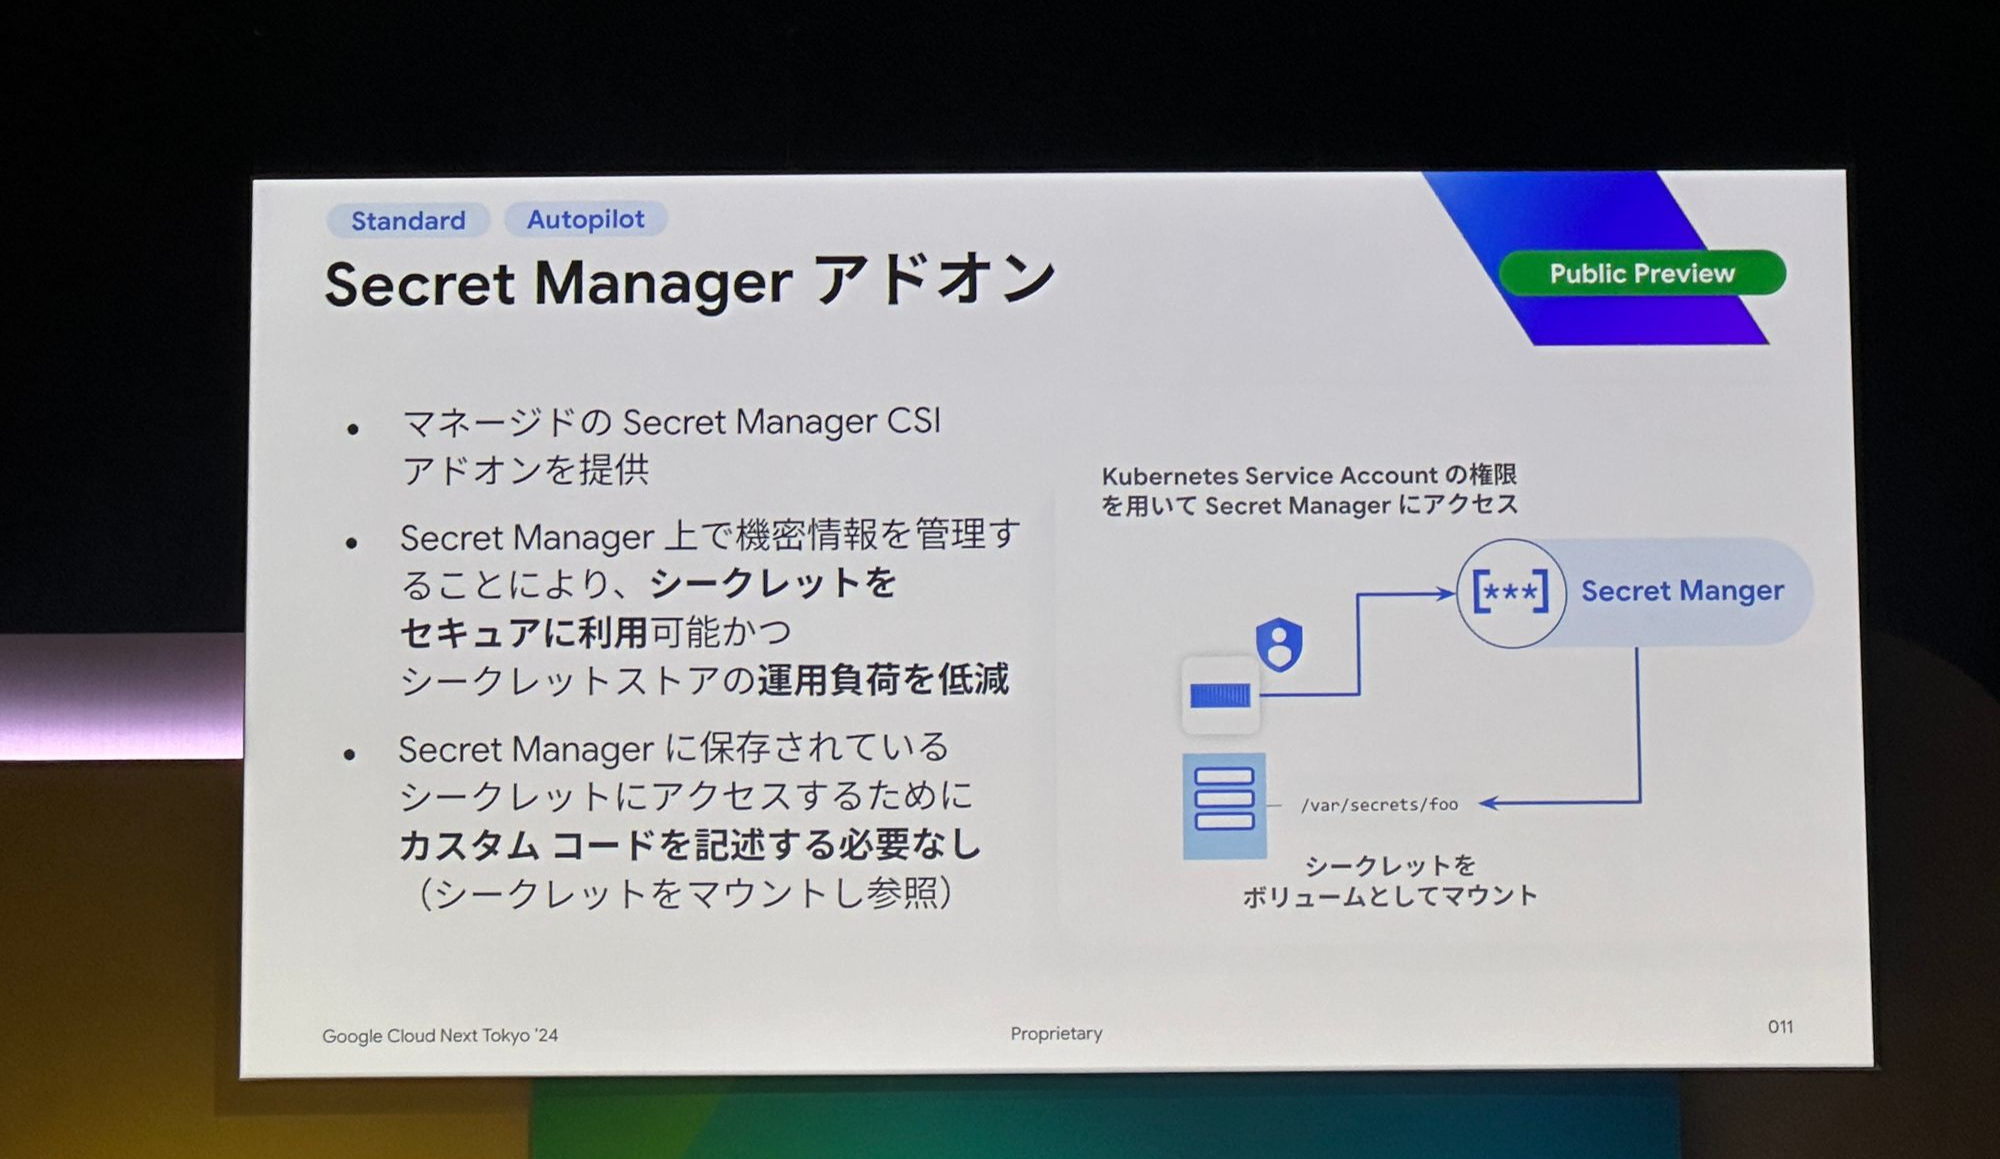 Standard
Autopilot
Secret Manager アドオン
Public Preview
• マネージドの Secret Manager CSI
アドオンを提供
• Secret Manager 上で機密情報を管理す
ることにより、シークレットを
セキュアに利用可能かつ
シークレットストアの運用負荷を低減
• Secret Manager に保存されている
シークレットにアクセスするために
カスタム コードを記述する必要なし
（シークレットをマウントし参照）
Kubernetes Service Account の権限
を用いて Secret Manager にアクセス
[***] Secret Manger
/var/secrets/foo
シークレットを
ボリュームとしてマウント
Google Cloud Next Tokyo '24
Proprietary
011